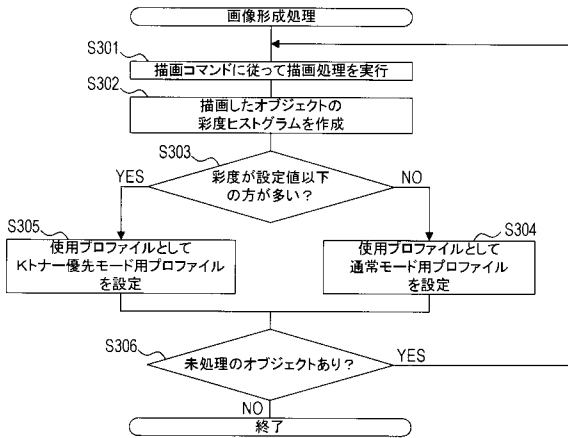 画像形成処理
S301
描画コマンドに従って描画処理を実行
S302
描画したオブジェクトの
彩度ヒストグラムを作成
S303
彩度が設定値以下
の方が多い？
YES
NO
S305
使用プロファイルとして
Kトナー優先モード用プロファイル
を設定
S304
使用プロファイルとして
通常モード用プロファイル
を設定
S306
未処理のオブジェクトあり？
YES
NO
終了